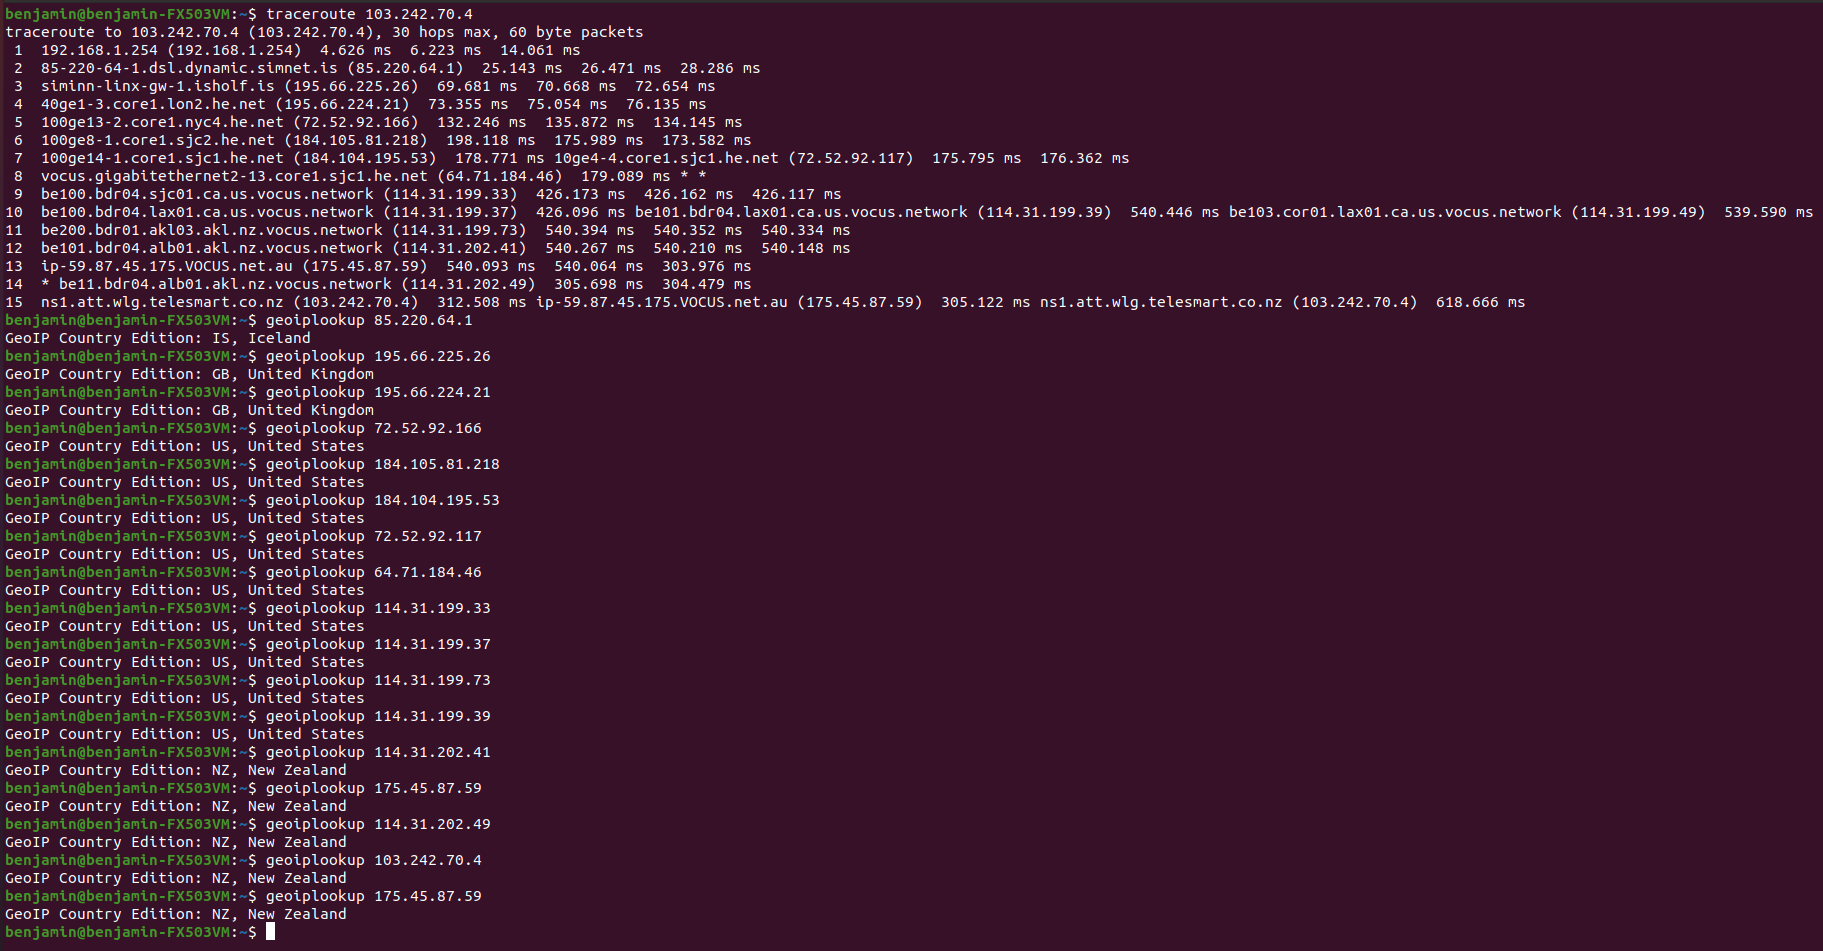 benjamin@benjamin-FX503VM:~$ traceroute 103.242.70.4
traceroute to 103.242.70.4 (103.242.70.4), 30 hops max, 60 byte packets
 1  192.168.1.254 (192.168.1.254)  4.626 ms  6.223 ms  14.061 ms
 2  85-220-64-1.dsl.dynamic.simnet.is (85.220.64.1)  25.143 ms  26.471 ms  28.286 ms
 3  siminn-linx-gw-1.isholf.is (195.66.225.26)  69.681 ms  70.668 ms  72.654 ms
 4  40ge1-3.core1.lon2.he.net (195.66.224.21)  73.355 ms  75.054 ms  76.135 ms
 5  100ge13-2.core1.nyc4.he.net (72.52.92.166)  132.246 ms  135.872 ms  134.145 ms
 6  100ge8-1.core1.sjc2.he.net (184.105.81.218)  198.118 ms  175.989 ms  173.582 ms
 7  100ge14-1.core1.sjc1.he.net (184.104.195.53)  178.771 ms 10ge4-4.core1.sjc1.he.net (72.52.92.117)  175.795 ms  176.362 ms
 8  vocus.gigabitethernet2-13.core1.sjc1.he.net (64.71.184.46)  179.089 ms * *
 9  be100.bdr04.sjc01.ca.us.vocus.network (114.31.199.33)  426.173 ms  426.162 ms  426.117 ms
10  be100.bdr04.lax01.ca.us.vocus.network (114.31.199.37)  426.096 ms be101.bdr04.lax01.ca.us.vocus.network (114.31.199.39)  540.446 ms be103.cor01.lax01.ca.us.vocus.network (114.31.199.49)  539.590 ms
11  be200.bdr01.akl03.akl.nz.vocus.network (114.31.199.73)  540.394 ms  540.352 ms  540.334 ms
12  be101.bdr04.alb01.akl.nz.vocus.network (114.31.202.41)  540.267 ms  540.210 ms  540.148 ms
13  ip-59.87.45.175.VOCUS.net.au (175.45.87.59)  540.093 ms  540.064 ms  303.976 ms
14  * be11.bdr04.alb01.akl.nz.vocus.network (114.31.202.49)  305.698 ms  304.479 ms
15  ns1.att.wlg.telesmart.co.nz (103.242.70.4)  312.508 ms ip-59.87.45.175.VOCUS.net.au (175.45.87.59)  305.122 ms ns1.att.wlg.telesmart.co.nz (103.242.70.4)  618.666 ms
benjamin@benjamin-FX503VM:~$ geoiplookup 85.220.64.1
GeoIP Country Edition: IS, Iceland
benjamin@benjamin-FX503VM:~$ geoiplookup 195.66.225.26
GeoIP Country Edition: GB, United Kingdom
benjamin@benjamin-FX503VM:~$ geoiplookup 195.66.224.21
GeoIP Country Edition: GB, United Kingdom
benjamin@benjamin-FX503VM:~$ geoiplookup 72.52.92.166
GeoIP Country Edition: US, United States
benjamin@benjamin-FX503VM:~$ geoiplookup 184.105.81.218
GeoIP Country Edition: US, United States
benjamin@benjamin-FX503VM:~$ geoiplookup 184.104.195.53
GeoIP Country Edition: US, United States
benjamin@benjamin-FX503VM:~$ geoiplookup 72.52.92.117
GeoIP Country Edition: US, United States
benjamin@benjamin-FX503VM:~$ geoiplookup 64.71.184.46
GeoIP Country Edition: US, United States
benjamin@benjamin-FX503VM:~$ geoiplookup 114.31.199.33
GeoIP Country Edition: US, United States
benjamin@benjamin-FX503VM:~$ geoiplookup 114.31.199.37
GeoIP Country Edition: US, United States
benjamin@benjamin-FX503VM:~$ geoiplookup 114.31.199.73
GeoIP Country Edition: US, United States
benjamin@benjamin-FX503VM:~$ geoiplookup 114.31.199.39
GeoIP Country Edition: US, United States
benjamin@benjamin-FX503VM:~$ geoiplookup 114.31.202.41
GeoIP Country Edition: NZ, New Zealand
benjamin@benjamin-FX503VM:~$ geoiplookup 175.45.87.59
GeoIP Country Edition: NZ, New Zealand
benjamin@benjamin-FX503VM:~$ geoiplookup 114.31.202.49
GeoIP Country Edition: NZ, New Zealand
benjamin@benjamin-FX503VM:~$ geoiplookup 103.242.70.4
GeoIP Country Edition: NZ, New Zealand
benjamin@benjamin-FX503VM:~$ geoiplookup 175.45.87.59
GeoIP Country Edition: NZ, New Zealand
benjamin@benjamin-FX503VM:~$